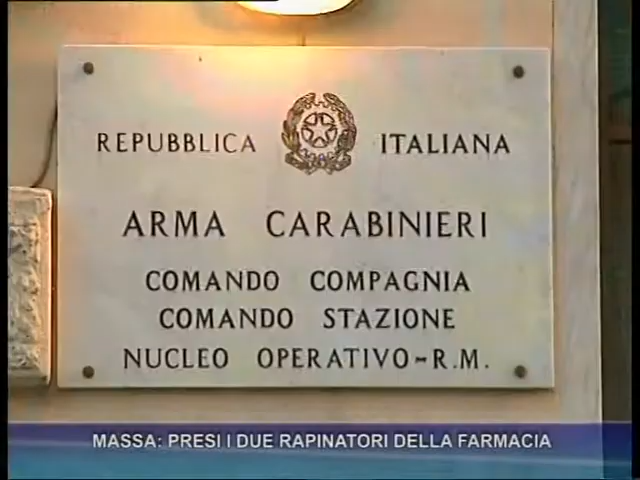 REPUBBLICA ITALIANA
ARMA CARABINIERI
COMANDO COMPAGNIA
COMANDO STAZIONE
NUCLEO OPERATIVO-R.M.
MASSA: PRESI I DUE RAPINATORI DELLA FARMACIA